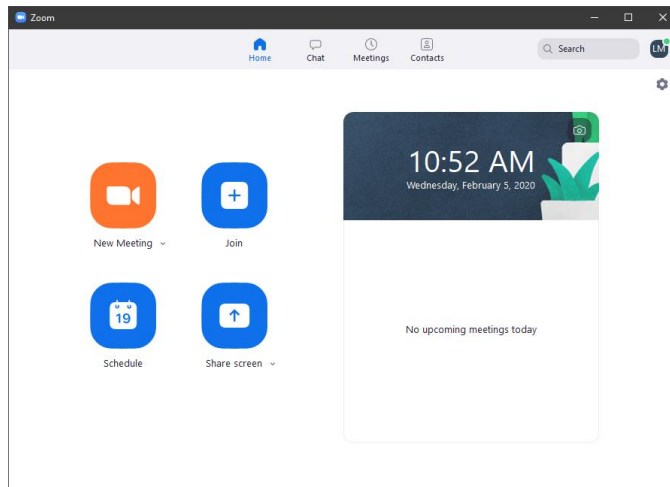 Zoom
Home
Chat
Meetings
Contacts
Search
LM
10:52 AM
Wednesday, February 5, 2020
New Meeting
Join
19
Schedule
Share screen
No upcoming meetings today